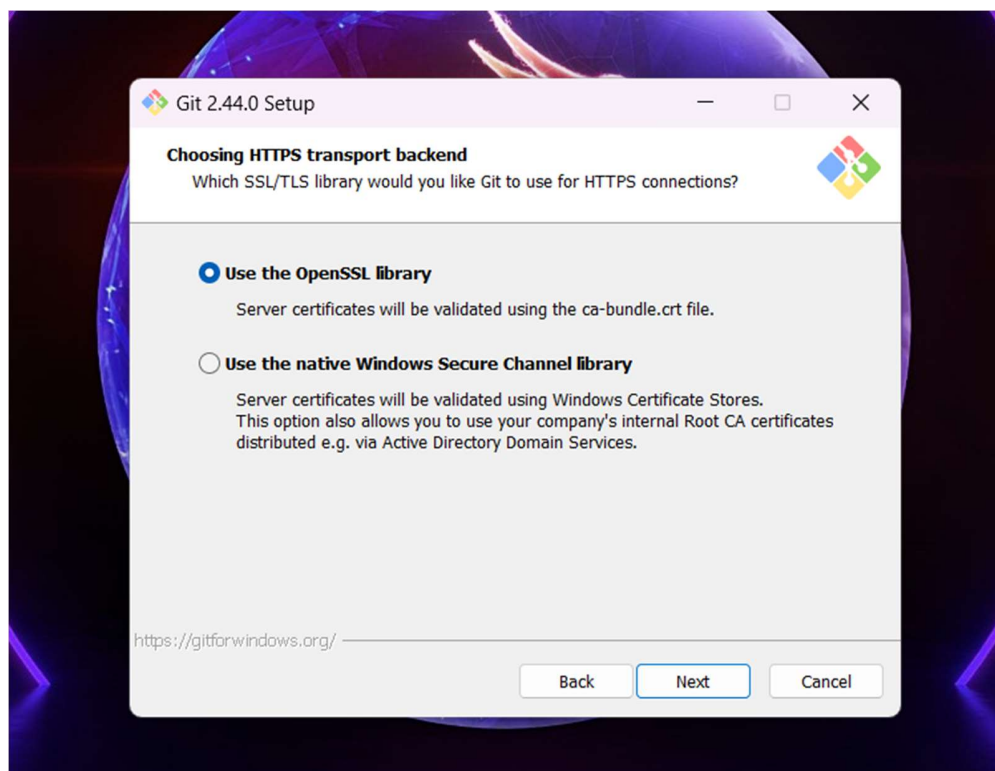 Git 2.44.0 Setup
Choosing HTTPS transport backend
Which SSL/TLS library would you like Git to use for HTTPS connections?
Use the OpenSSL library
Server certificates will be validated using the ca-bundle.crt file.
Use the native Windows Secure Channel library
Server certificates will be validated using Windows Certificate Stores.
This option also allows you to use your company's internal Root CA certificates
distributed e.g. via Active Directory Domain Services.
https://gitforwindows.org/
Back Next Cancel